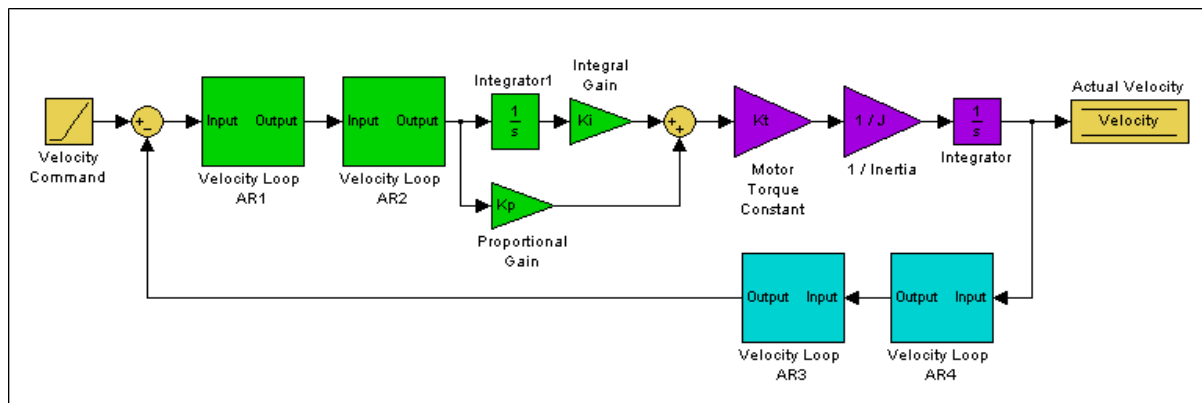 Velocity
Command
+
−
Input Output
Velocity Loop
AR1
Input Output
Velocity Loop
AR2
Integrator1
1
s
Integral
Gain
Ki
Kp
Proportional
Gain
+
+
Kt
Motor
Torque
Constant
1 / J
1 / Inertia
1
s
Integrator
Actual Velocity
Velocity
Output Input
Velocity Loop
AR3
Output Input
Velocity Loop
AR4